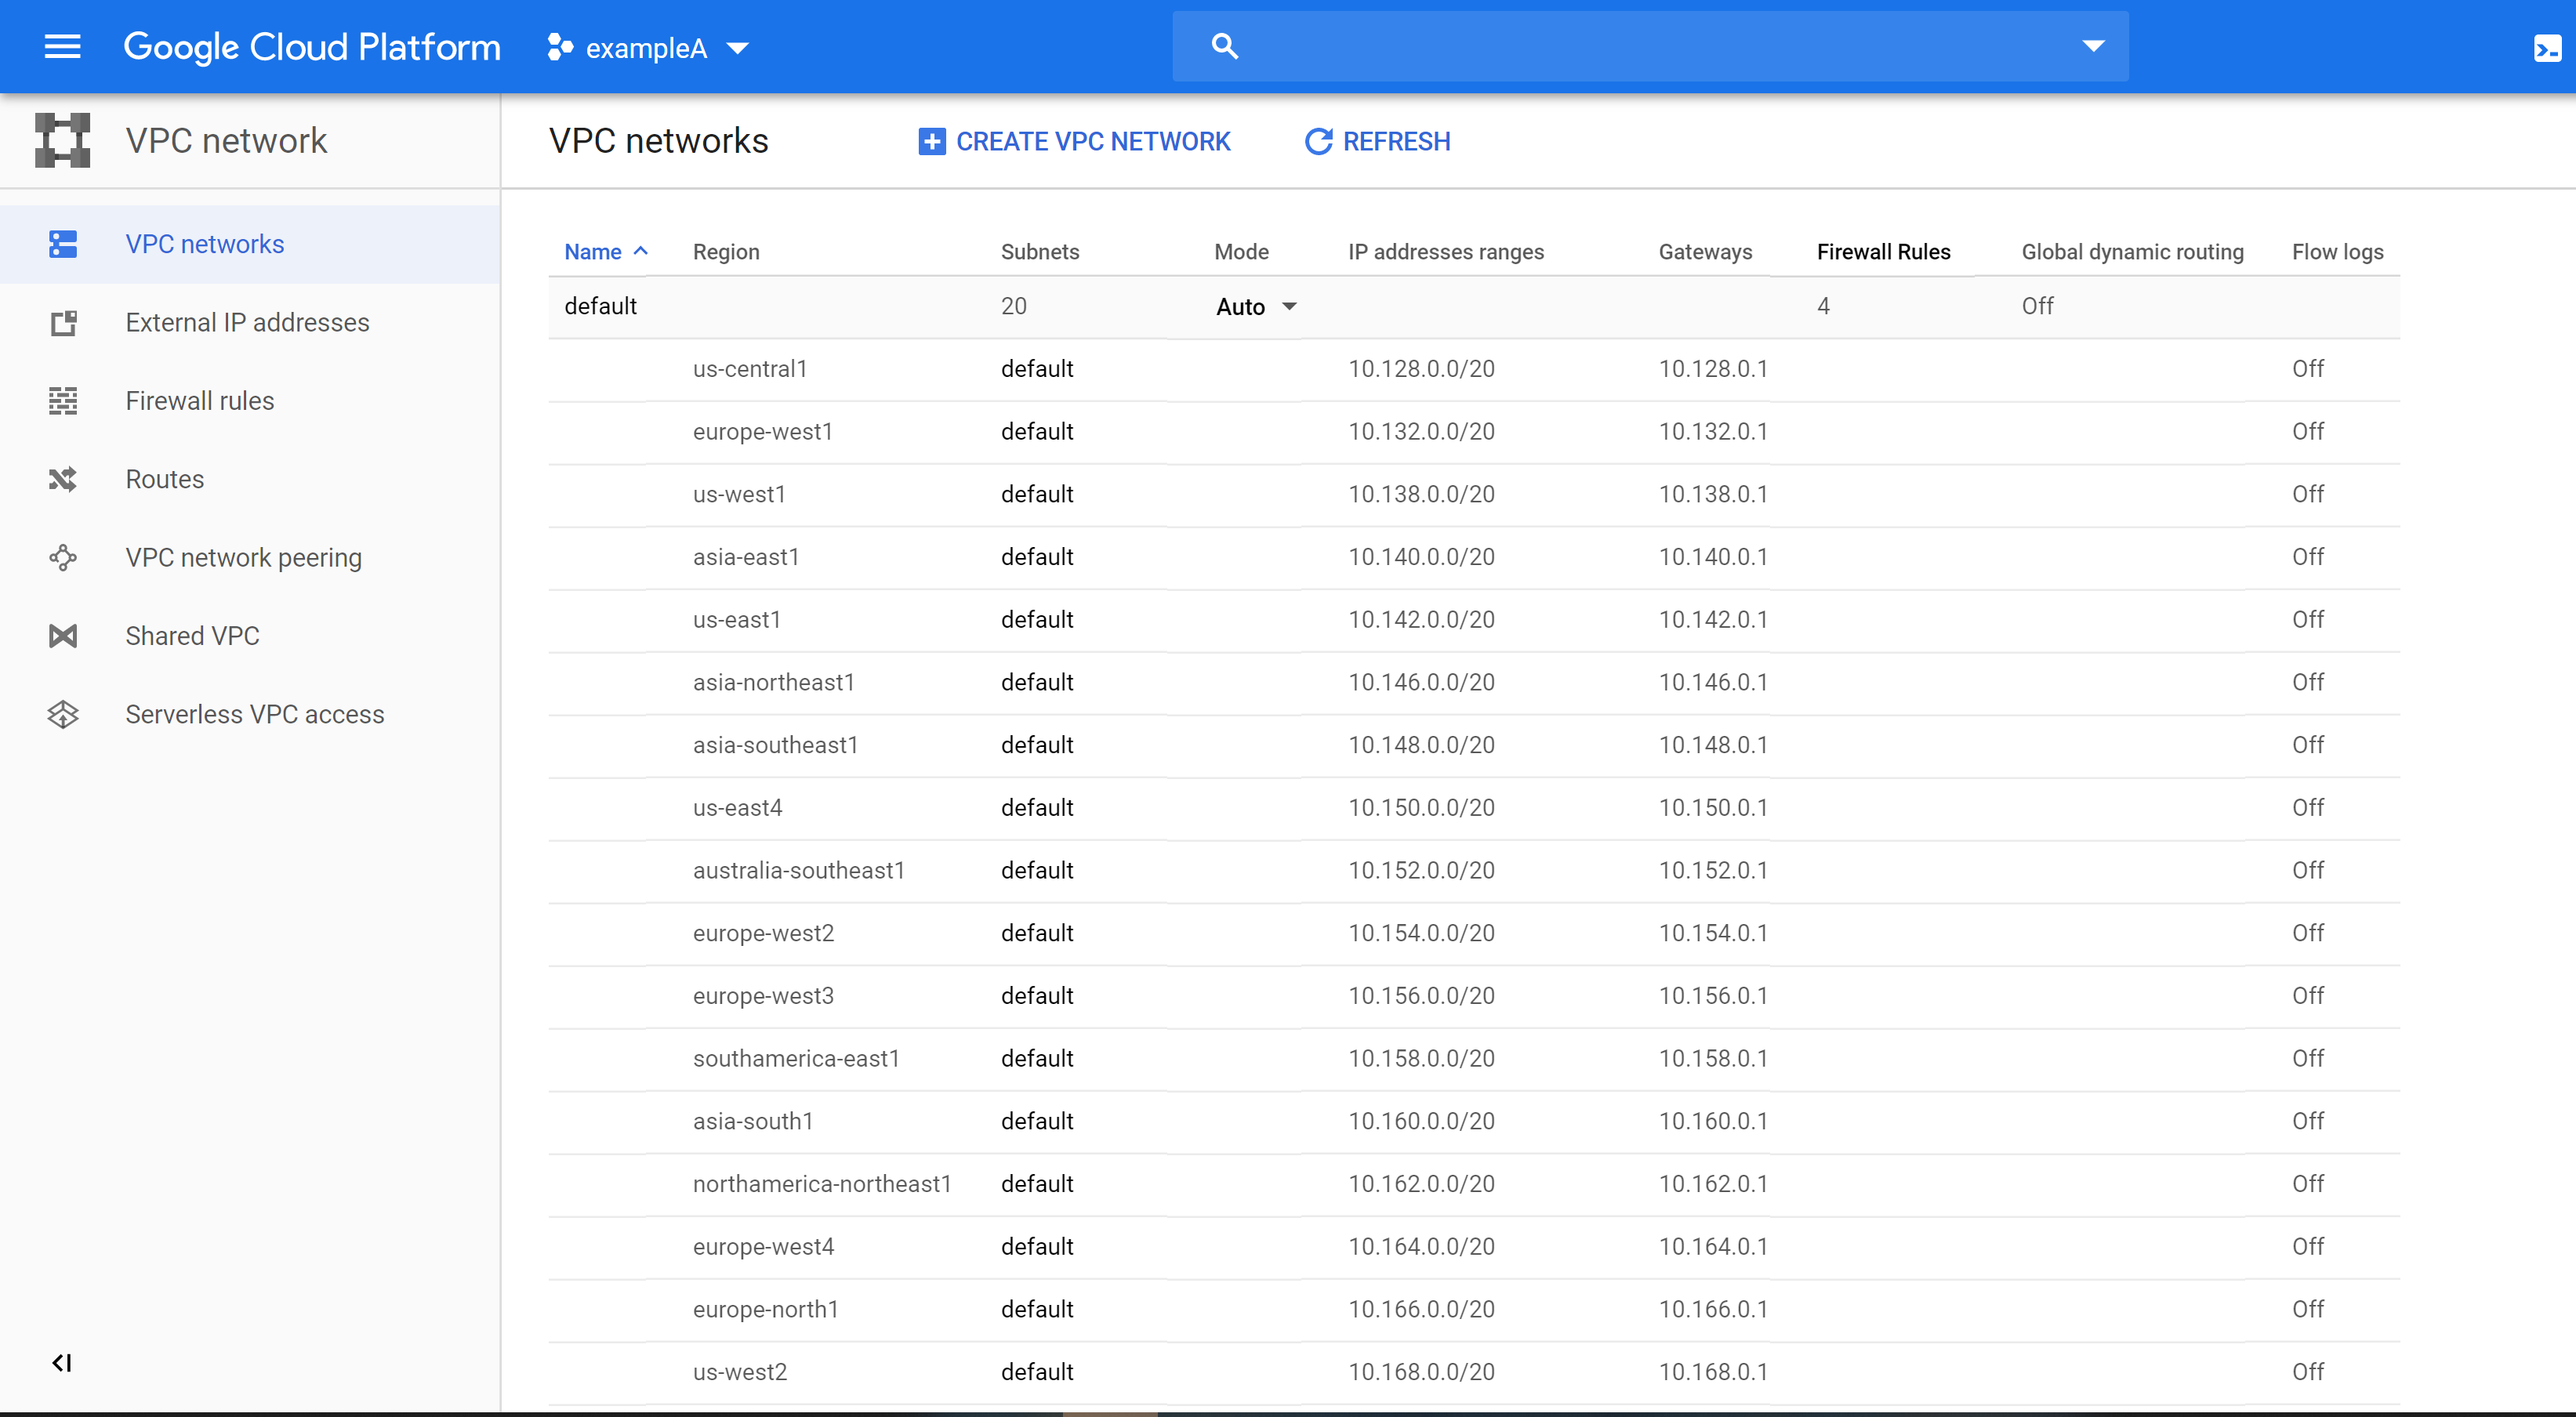 Google Cloud Platform exampleA
VPC network
VPC networks
External IP addresses
Firewall rules
Routes
VPC network peering
Shared VPC
Serverless VPC access
VPC networks CREATE VPC NETWORK REFRESH
Name Region Subnets Mode IP addresses ranges Gateways Firewall Rules Global dynamic routing Flow logs
default 20 Auto 4 Off
us-central1 default 10.128.0.0/20 10.128.0.1 Off
europe-west1 default 10.132.0.0/20 10.132.0.1 Off
us-west1 default 10.138.0.0/20 10.138.0.1 Off
asia-east1 default 10.140.0.0/20 10.140.0.1 Off
us-east1 default 10.142.0.0/20 10.142.0.1 Off
asia-northeast1 default 10.146.0.0/20 10.146.0.1 Off
asia-southeast1 default 10.148.0.0/20 10.148.0.1 Off
us-east4 default 10.150.0.0/20 10.150.0.1 Off
australia-southeast1 default 10.152.0.0/20 10.152.0.1 Off
europe-west2 default 10.154.0.0/20 10.154.0.1 Off
europe-west3 default 10.156.0.0/20 10.156.0.1 Off
southamerica-east1 default 10.158.0.0/20 10.158.0.1 Off
asia-south1 default 10.160.0.0/20 10.160.0.1 Off
northamerica-northeast1 default 10.162.0.0/20 10.162.0.1 Off
europe-west4 default 10.164.0.0/20 10.164.0.1 Off
europe-north1 default 10.166.0.0/20 10.166.0.1 Off
us-west2 default 10.168.0.0/20 10.168.0.1 Off